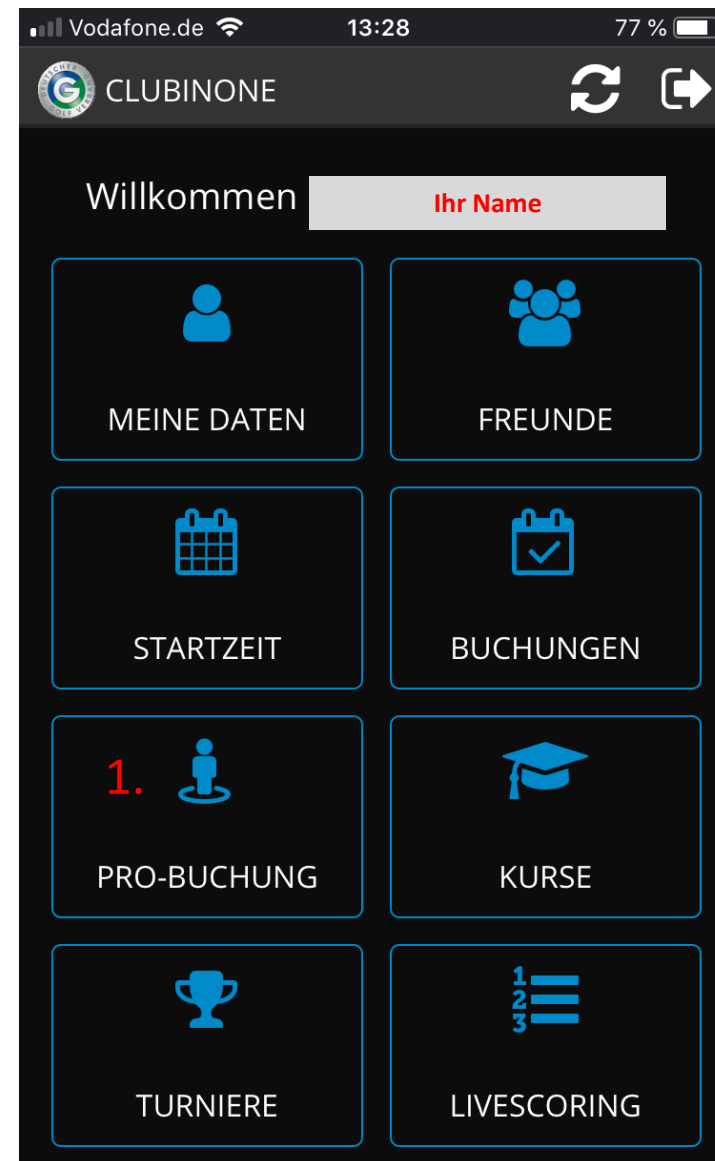 Vodafone.de 13:28 77 %
CLUBINONE
Willkommen Ihr Name
MEINE DATEN FREUNDE
STARTZEIT BUCHUNGEN
1.
PRO-BUCHUNG KURSE
1
2
3
TURNIERE LIVESCORING